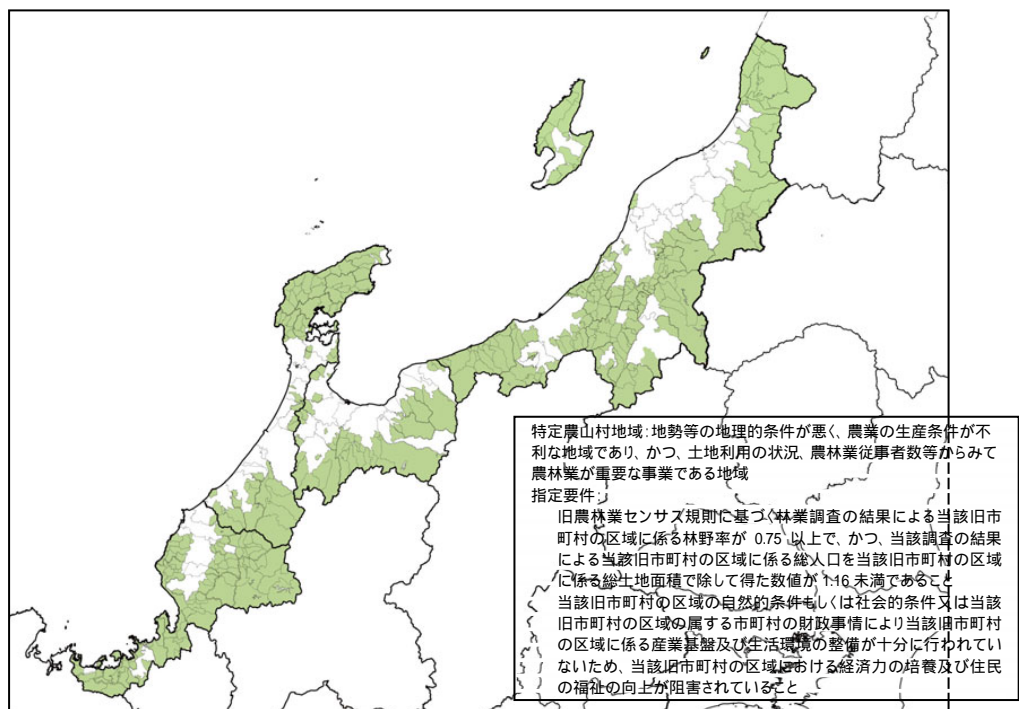 特定農山村地域:地勢等の地理的条件が悪く、農業の生産条件が不
利な地域であり、かつ、土地利用の状況、農林業従事者数等からみて
農林業が重要な事業である地域
指定要件:
旧農林業センサス規則に基づく林業調査の結果による当該旧市
町村の区域に係る林野率が 0.75 以上で、かつ、当該調査の結果
による当該旧市町村の区域に係る総人口を当該旧市町村の区域
に係る総土地面積で除して得た数値が 1.16 未満であること
当該旧市町村の区域の自然的条件もしくは社会的条件又は当該
旧市町村の区域の属する市町村の財政事情により当該旧市町村
の区域に係る産業基盤及び生活環境の整備が十分に行われてい
ないため、当該旧市町村の区域における経済力の培養及び住民
の福祉の向上が阻害されていること